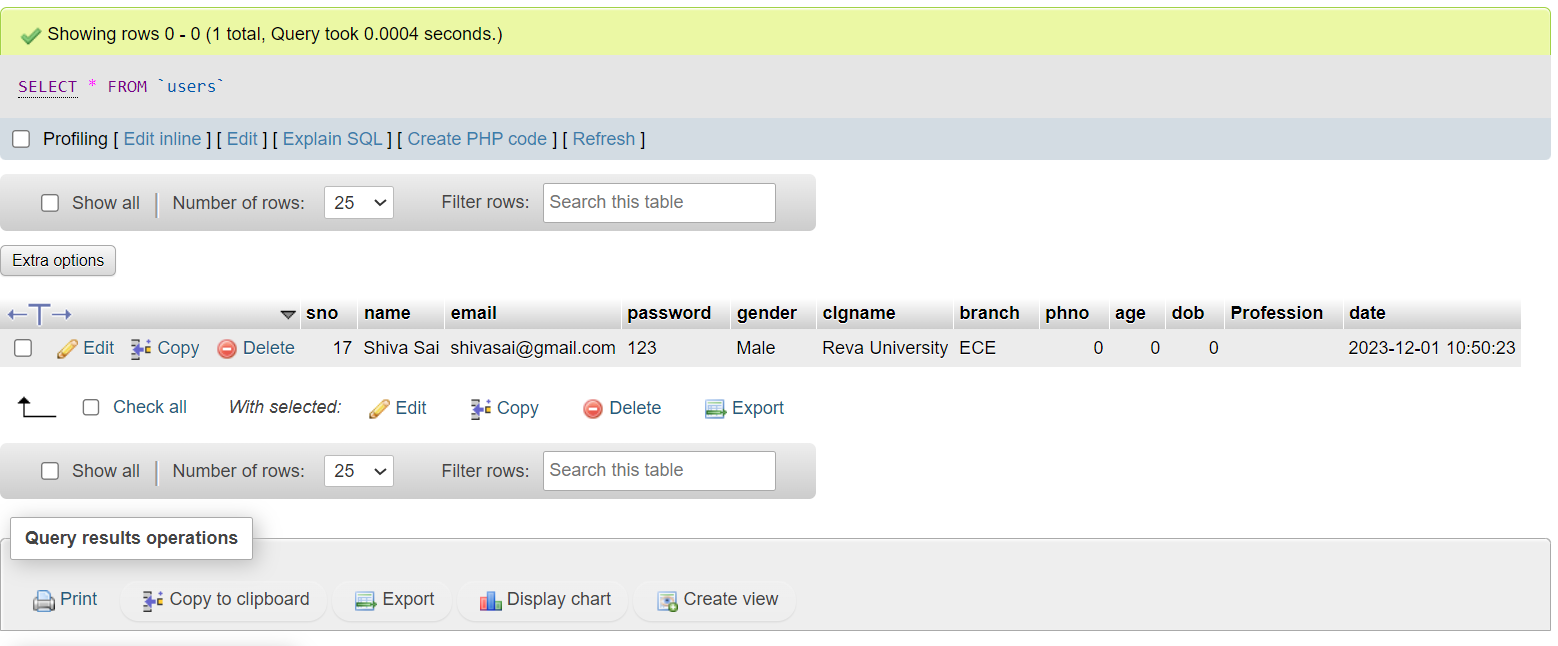 Showing rows 0 - 0 (1 total, Query took 0.0004 seconds.)
SELECT * FROM `users`
Profiling [ Edit inline ] [ Edit ] [ Explain SQL ] [ Create PHP code ] [ Refresh ]
Show all | Number of rows: 25 Filter rows: Search this table
Extra options
sno name email password gender clgname branch phno age dob Profession date
Edit Copy Delete 17 Shiva Sai shivasai@gmail.com 123 Male Reva University ECE 0 0 0 2023-12-01 10:50:23
Check all With selected: Edit Copy Delete Export
Show all | Number of rows: 25 Filter rows: Search this table
Query results operations
Print Copy to clipboard Export Display chart Create view